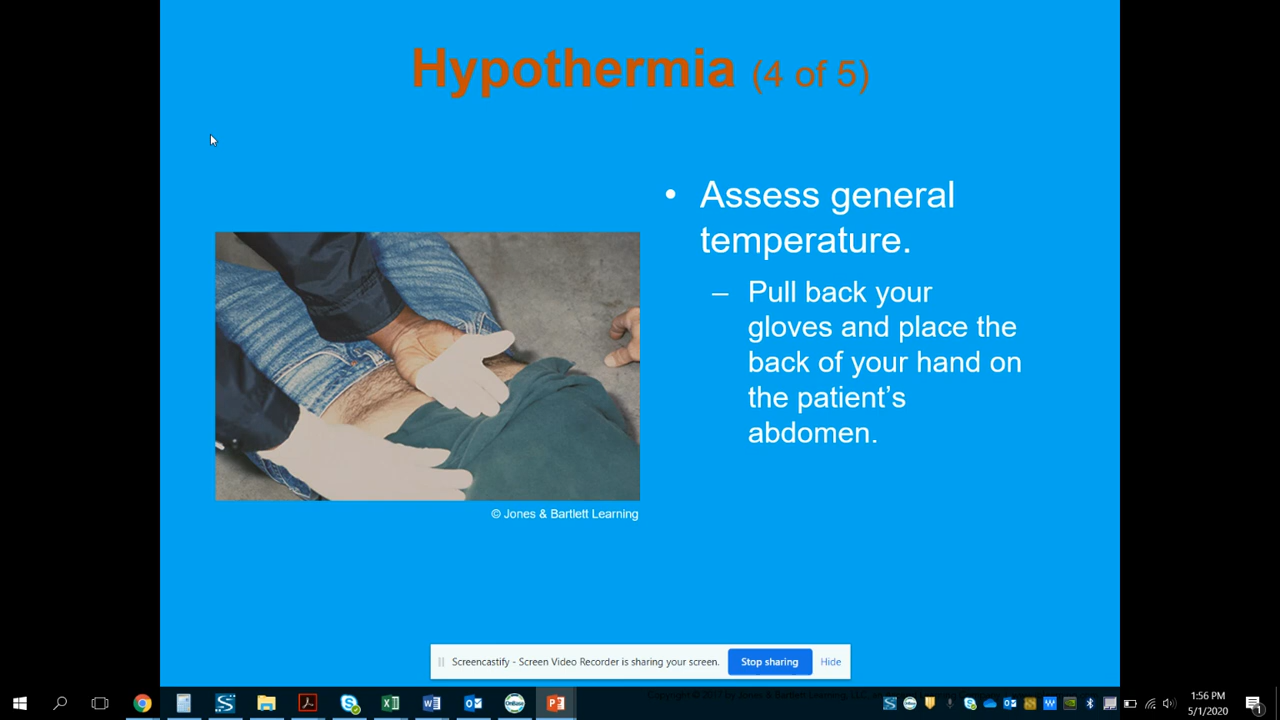 Hypothermia (4 of 5)
• Assess general
temperature.
– Pull back your
gloves and place the
back of your hand on
the patient's
abdomen.
© Jones & Bartlett Learning
Screencastify - Screen Video Recorder is sharing your screen.
Stop sharing
Hide
1:56 PM
5/1/2020